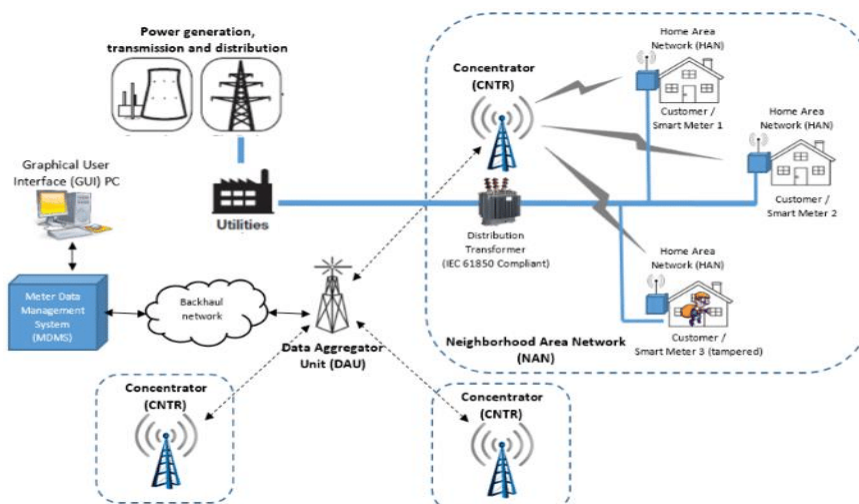 Power generation,
transmission and distribution
Utilities
Graphical User
Interface (GUI) PC
Meter Data
Management
System
(MDMS)
Backhaul
network
Data Aggregator
Unit (DAU)
Concentrator
(CNTR)
Distribution
Transformer
(IEC 61850 Compliant)
Home Area
Network (HAN)
Customer /
Smart Meter 1
Home Area
Network (HAN)
Customer /
Smart Meter 2
Home Area
Network (HAN)
Customer /
Smart Meter 3 (tampered)
Neighborhood Area Network
(NAN)
Concentrator
(CNTR)
Concentrator
(CNTR)